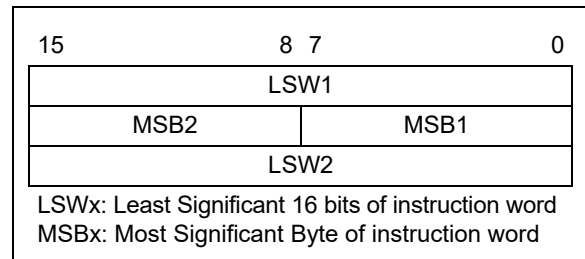 15 8 7 0
LSW1
MSB2 MSB1
LSW2
LSWx: Least Significant 16 bits of instruction word
MSBx: Most Significant Byte of instruction word